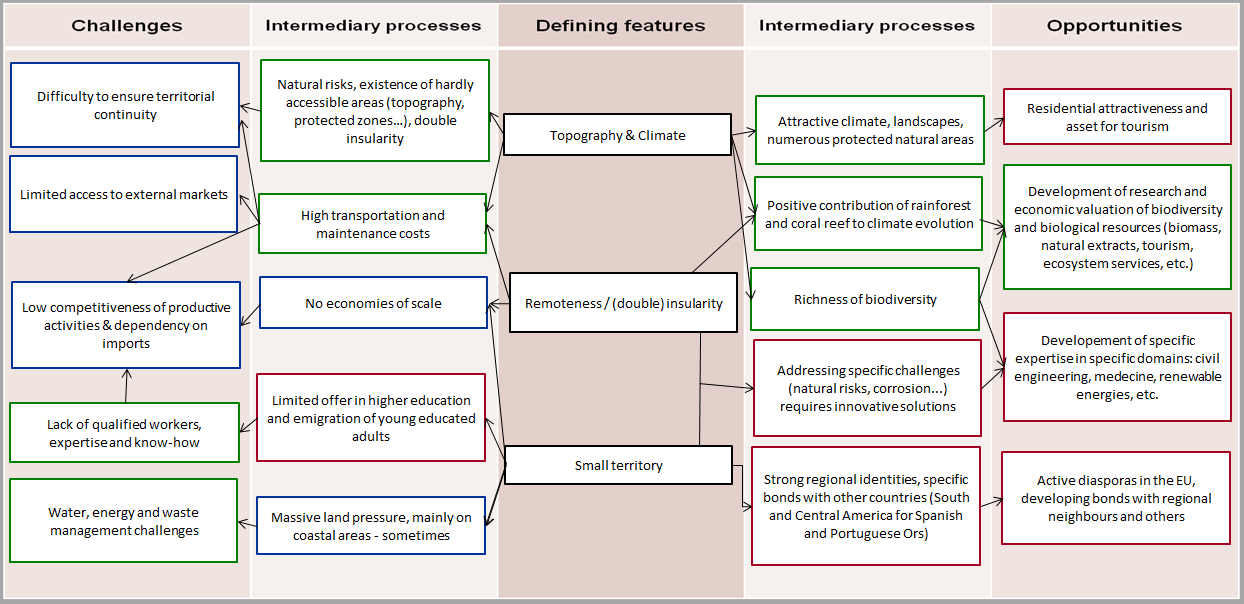 Challenges
Intermediary processes
Defining features
Intermediary processes
Opportunities
Difficulty to ensure territorial
continuity
Limited access to external markets
Low competitiveness of productive
activities & dependency on
imports
Lack of qualified workers,
expertise and know-how
Water, energy and waste
management challenges
Natural risks, existence of hardly
accessible areas (topography,
protected zones…), double
insularity
High transportation and
maintenance costs
No economies of scale
Limited offer in higher education
and emigration of young educated
adults
Massive land pressure, mainly on
coastal areas - sometimes
Topography & Climate
Remoteness / (double) insularity
Small territory
Attractive climate, landscapes,
numerous protected natural areas
Positive contribution of rainforest
and coral reef to climate evolution
Richness of biodiversity
Addressing specific challenges
(natural risks, corrosion...)
requires innovative solutions
Strong regional identities, specific
bonds with other countries (South
and Central America for Spanish
and Portuguese Ors)
Residential attractiveness and
asset for tourism
Development of research and
economic valuation of biodiversity
and biological resources (biomass,
natural extracts, tourism,
ecosystem services, etc.)
Developement of specific
expertise in specific domains: civil
engineering, medecine, renewable
energies, etc.
Active diasporas in the EU,
developing bonds with regional
neighbours and others